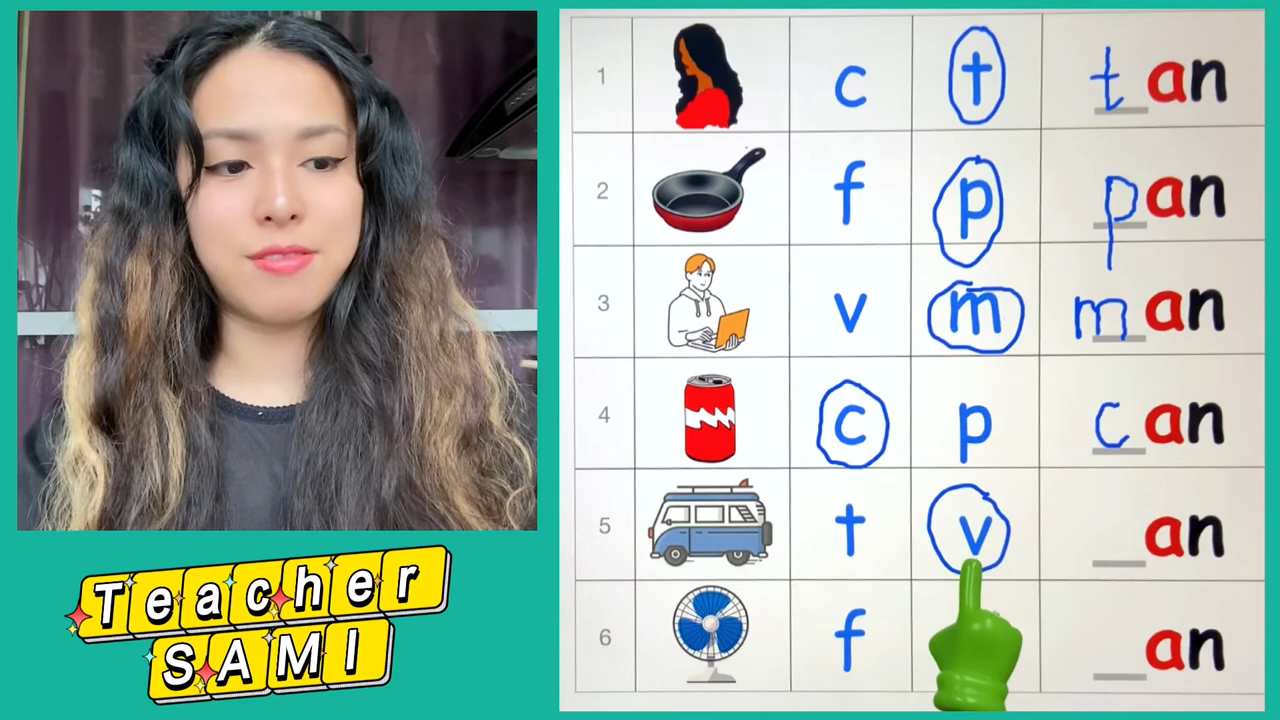 Teacher
SAMI
1 c t tan
2 f p pan
3 v m man
4 c p can
5 t v _an
6 f _an